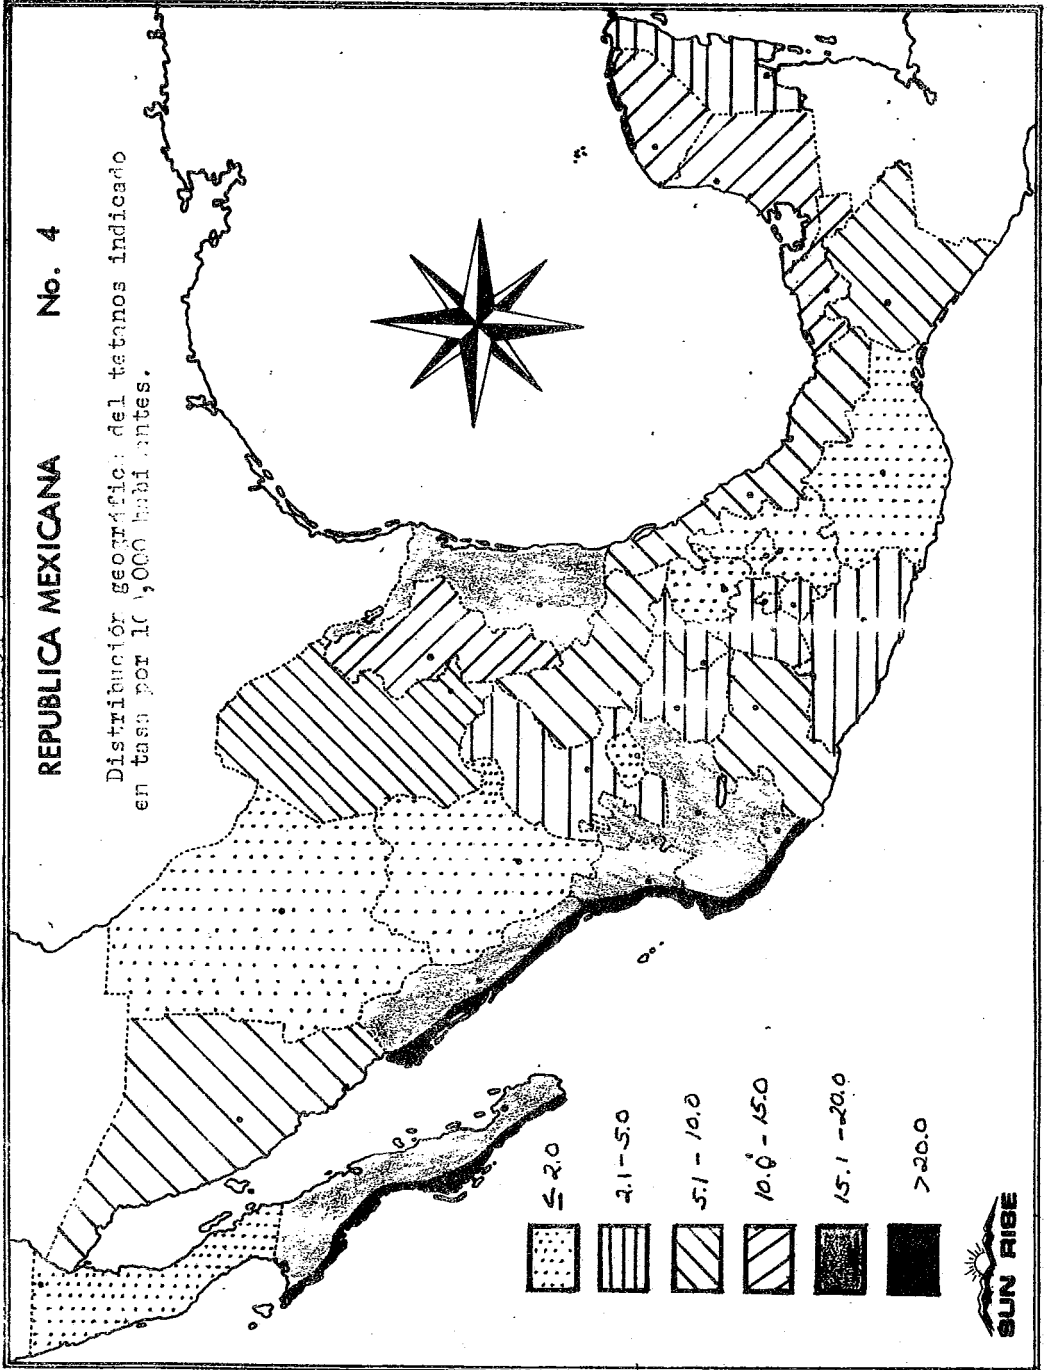 REPUBLICA MEXICANA No. 4
Distribución geográfica del tetanos indicado
en tasa por 100,000 habitantes.
≤ 2.0
2.1-5.0
5.1-10.0
10.0-15.0
15.1-20.0
>20.0
SUN RISE